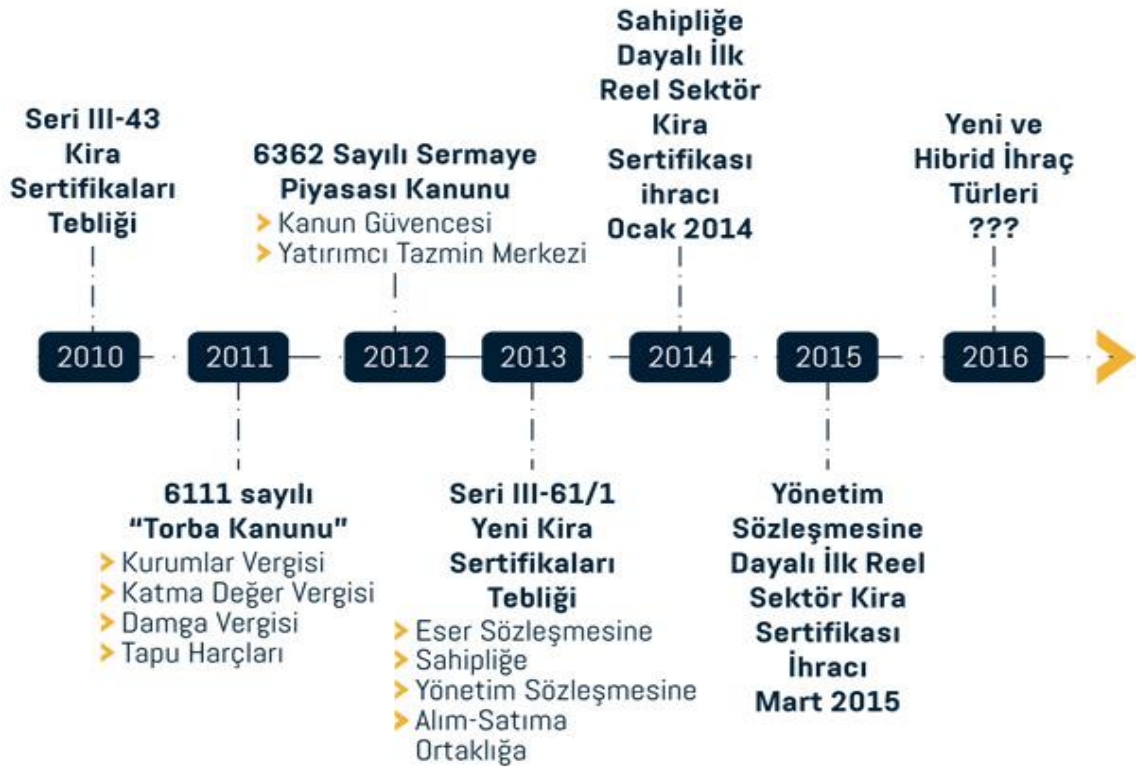 Seri III-43
Kira
Sertifikaları
Tebliği
6362 Sayılı Sermaye
Piyasası Kanunu
Kanun Güvencesi
Yatırımcı Tazmin Merkezi
Sahipliğe
Dayalı İlk
Reel Sektör
Kira
Sertifikası
ihracı
Ocak 2014
Yeni ve
Hibrid İhraç
Türleri
???
2010
2011
2012
2013
2014
2015
2016
6111 sayılı
“Torba Kanunu”
Kurumlar Vergisi
Katma Değer Vergisi
Damga Vergisi
Tapu Harçları
Seri III-61/1
Yeni Kira
Sertifikaları
Tebliği
Eser Sözleşmesine
Sahipliğe
Yönetim Sözleşmesine
Alım-Satıma
Ortaklığa
Yönetim
Sözleşmesine
Dayalı İlk Reel
Sektör Kira
Sertifikası
İhracı
Mart 2015